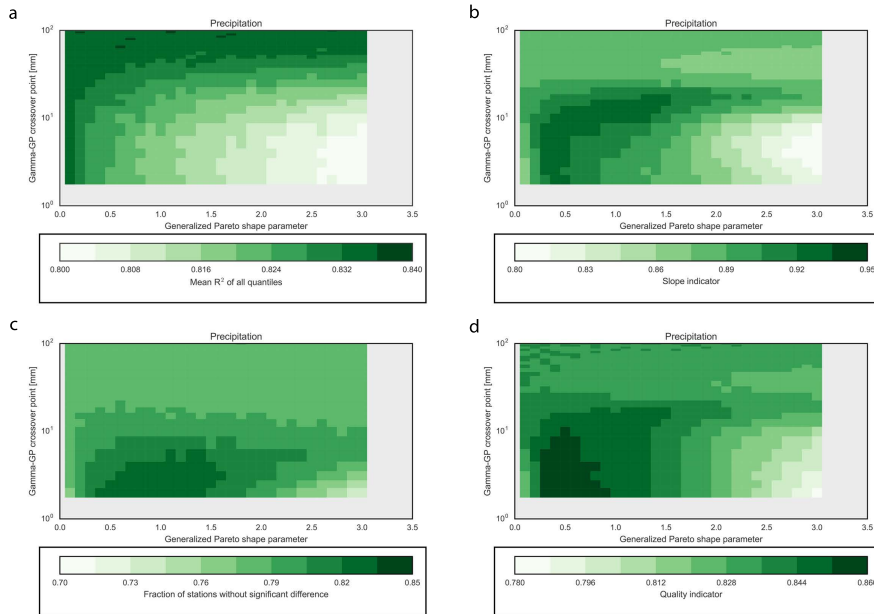 a
Precipitation
10²
10¹
10⁰
Gamma-GP crossover point [mm]
0.0 0.5 1.0 1.5 2.0 2.5 3.0 3.5
Generalized Pareto shape parameter
0.800 0.808 0.816 0.824 0.832 0.840
Mean R² of all quantiles
b
Precipitation
10²
10¹
10⁰
Gamma-GP crossover point [mm]
0.0 0.5 1.0 1.5 2.0 2.5 3.0 3.5
Generalized Pareto shape parameter
0.80 0.83 0.86 0.89 0.92 0.95
Slope indicator
c
Precipitation
10²
10¹
10⁰
Gamma-GP crossover point [mm]
0.0 0.5 1.0 1.5 2.0 2.5 3.0 3.5
Generalized Pareto shape parameter
0.70 0.73 0.76 0.79 0.82 0.85
Fraction of stations without significant difference
d
Precipitation
10²
10¹
10⁰
Gamma-GP crossover point [mm]
0.0 0.5 1.0 1.5 2.0 2.5 3.0 3.5
Generalized Pareto shape parameter
0.780 0.796 0.812 0.828 0.844 0.860
Quality indicator